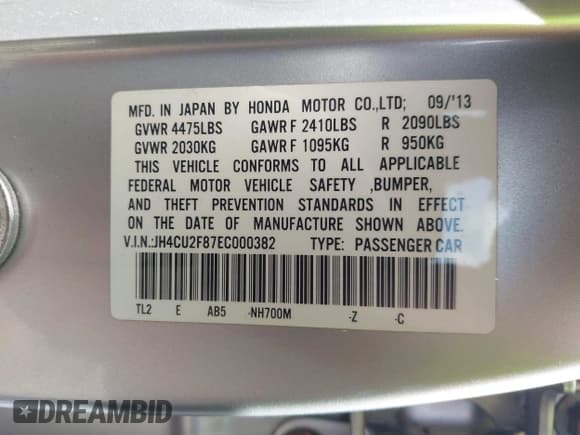 MFD. IN JAPAN BY HONDA MOTOR CO.,LTD; 09/'13
GVWR 4475LBS GAWR F 2410LBS R 2090LBS
GVWR 2030KG GAWR F 1095KG R 950KG
THIS VEHICLE CONFORMS TO ALL APPLICABLE
FEDERAL MOTOR VEHICLE SAFETY ,BUMPER,
AND THEFT PREVENTION STANDARDS IN EFFECT
ON THE DATE OF MANUFACTURE SHOWN ABOVE.
V.I.N.:JH4CU2F87EC000382 TYPE: PASSENGER CAR
TL2 E AB5 -NH700M -Z -C
DREAMBID